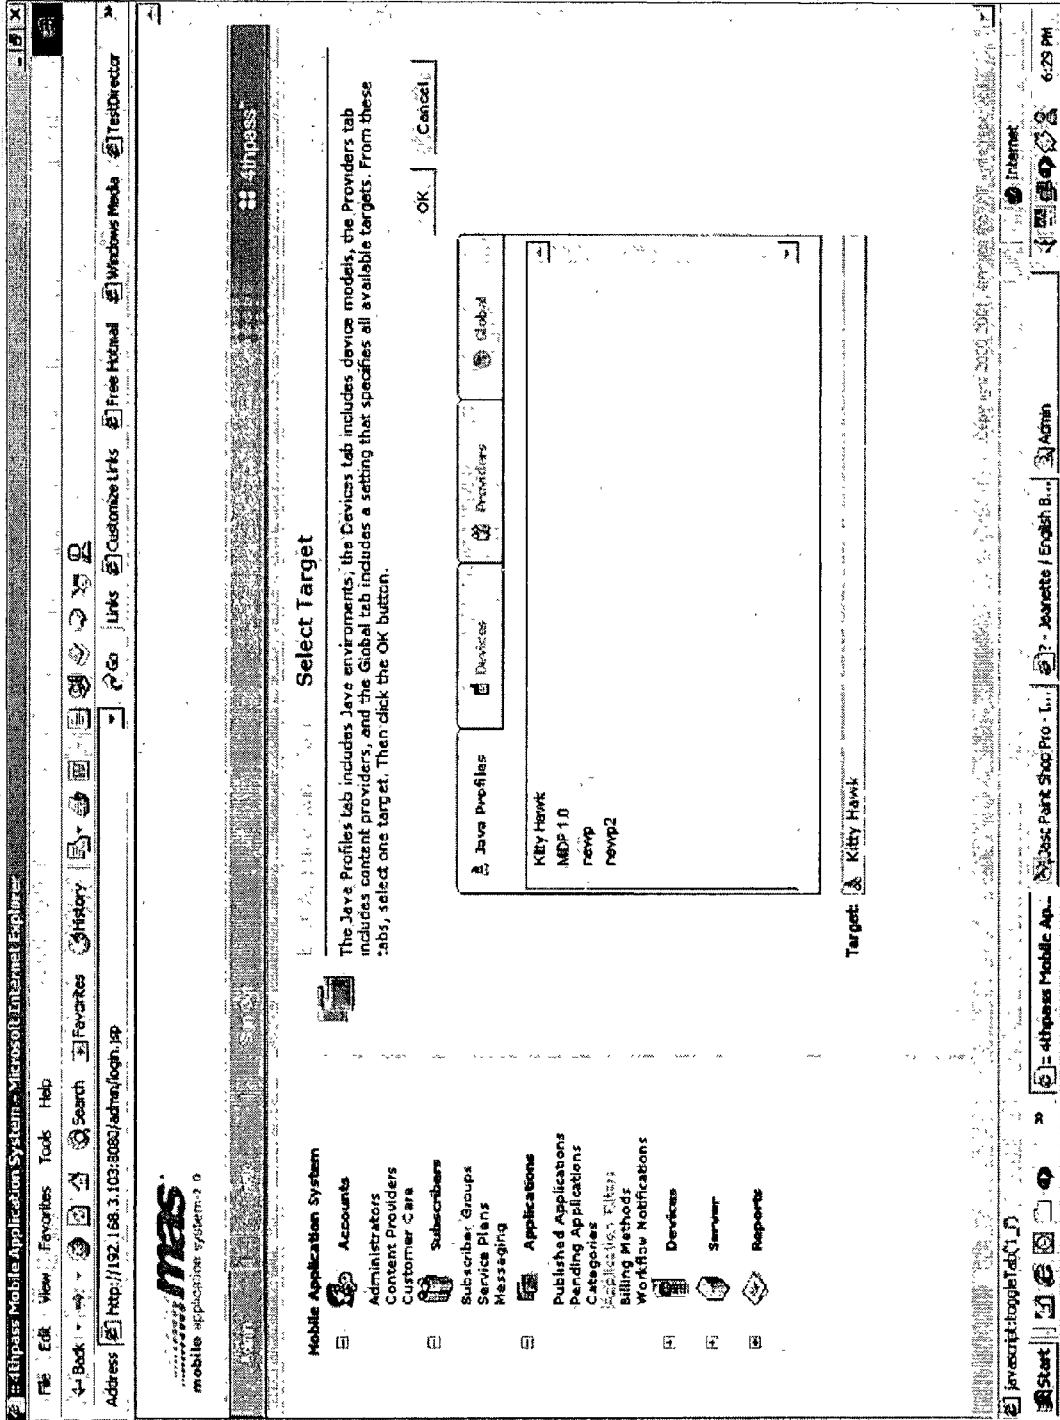 4thpass Mobile Application System - Microsoft Internet Explorer
File Edit View Favorites Tools Help
Back Search Favorites History
Address http://192.168.3.103:8080/admin/login.jsp Go Links Customize Links Free Hotmail Windows Media TestDirector
mas
mobile application system 2.0
4thpass
Mobile Application System
Accounts
Administrators
Content Providers
Customer Care
Subscribers
Subscriber Groups
Service Plans
Messaging
Applications
Published Applications
Pending Applications
Categories
Application Filters
Billing Methods
Workflow Notifications
Devices
Server
Reports
Select Target
The Java Profiles tab includes Java enviroments, the Devices tab includes device models, the Providers tab
includes content providers, and the Global tab includes a setting that specifies all available targets. From these
tabs, select one target. Then click the OK button.
OK Cancel
Java Profiles Devices Providers Global
Kitty Hawk
MIDP 1.0
newp
newp2
Target: Kitty Hawk
javascript:toggleTab('1_1') Internet
Start 4thpass Mobile Ap... Jasc Paint Shop Pro - I... ? - Jeanette / English B... Admin 6:29 PM